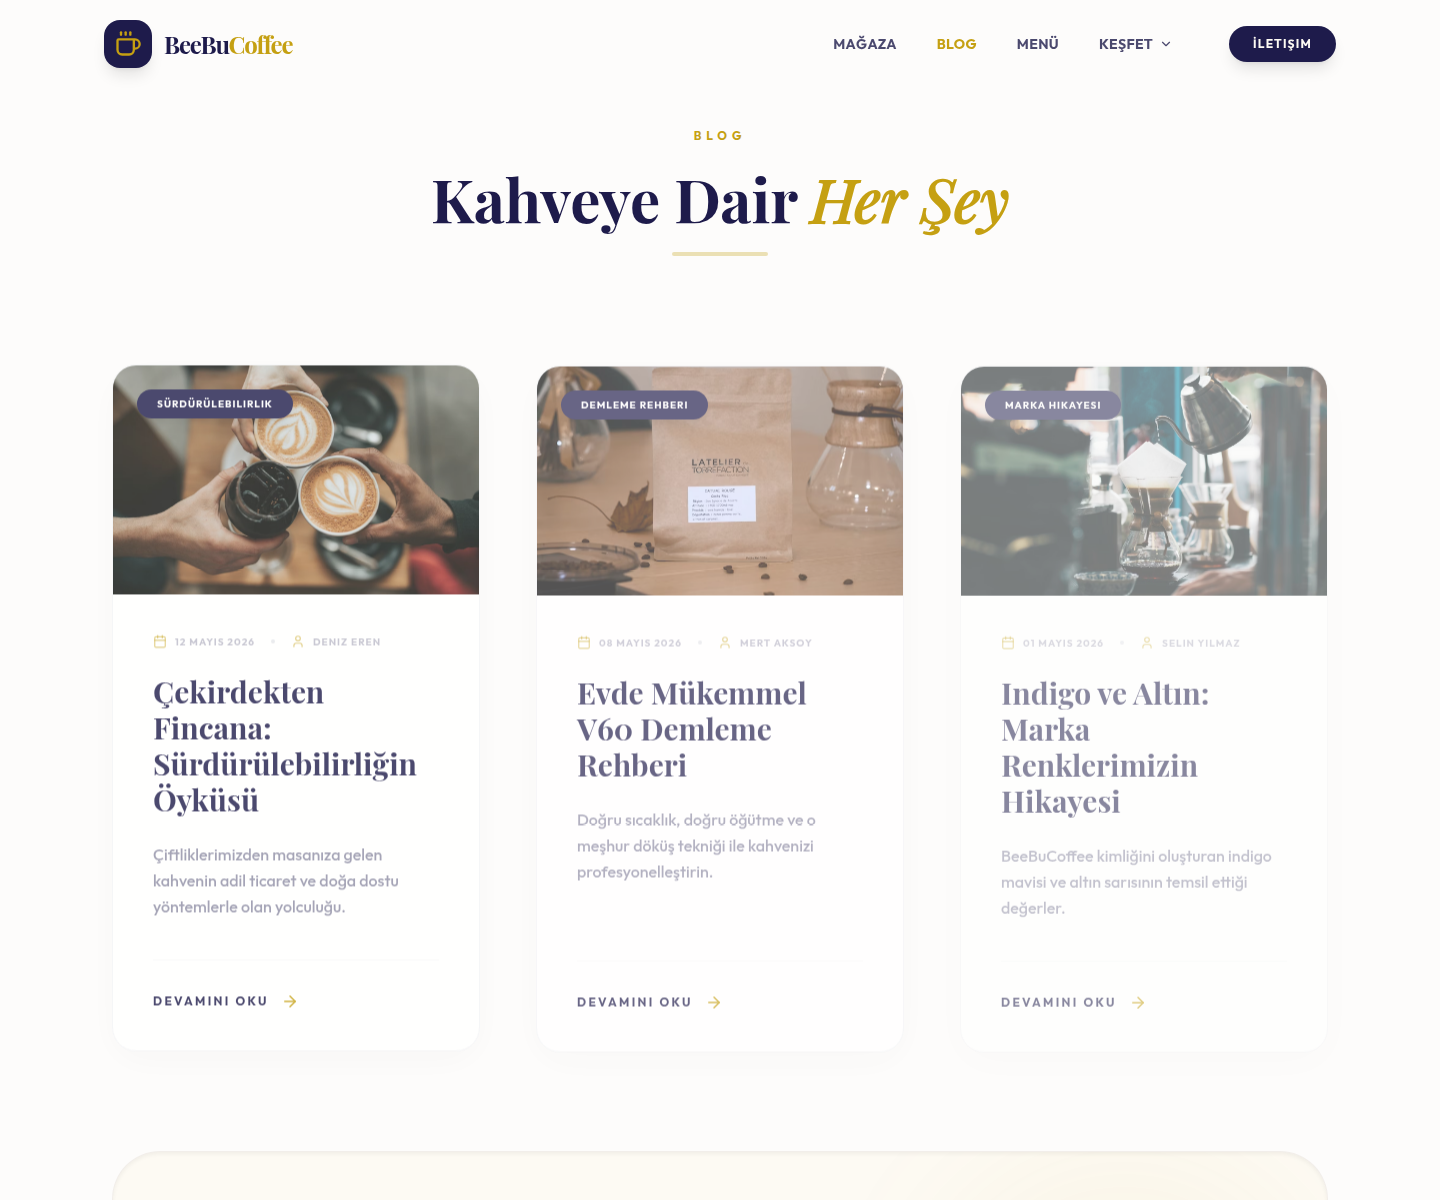 BeeBuCoffee
MAĞAZA
BLOG
MENÜ
KEŞFET
İLETIŞIM
BLOG
Kahveye Dair Her Şey
SÜRDÜRÜLEBILIRLIK
12 MAYIS 2026
DENIZ EREN
Çekirdekten
Fincana:
Sürdürülebilirliğin
Öyküsü
Çiftliklerimizden masanıza gelen
kahvenin adil ticaret ve doğa dostu
yöntemlerle olan yolculuğu.
DEVAMINI OKU
DEMLEME REHBERI
LATELIER
TORREFACTION
08 MAYIS 2026
MERT AKSOY
Evde Mükemmel
V60 Demleme
Rehberi
Doğru sıcaklık, doğru öğütme ve o
meşhur döküş tekniği ile kahvenizi
profesyonelleştirin.
DEVAMINI OKU
MARKA HIKAYESI
01 MAYIS 2026
SELIN YILMAZ
Indigo ve Altın:
Marka
Renklerimizin
Hikayesi
BeeBuCoffee kimliğini oluşturan indigo
mavisi ve altın sarısının temsil ettiği
değerler.
DEVAMINI OKU